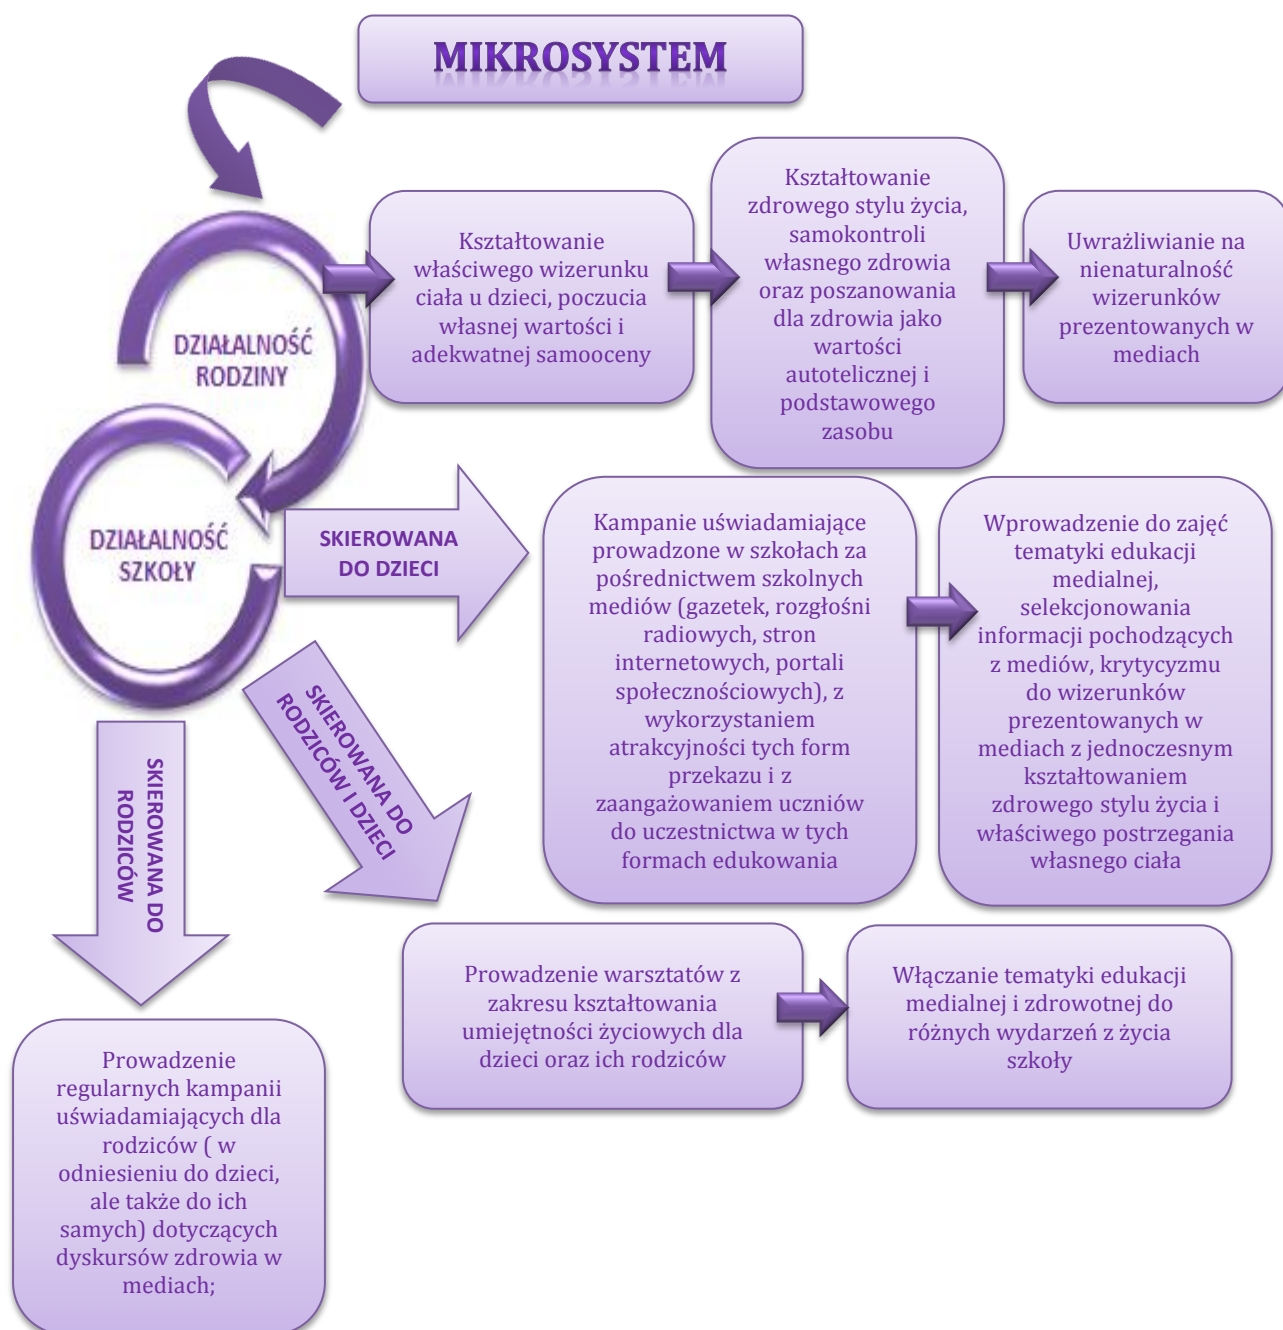 MIKROSYSTEM
DZIAŁALNOŚĆ
RODZINY
Kształtowanie
właściwego wizerunku
ciała u dzieci, poczucia
własnej wartości i
adekwatnej samooceny
Kształtowanie
zdrowego stylu życia,
samokontroli
własnego zdrowia
oraz poszanowania
dla zdrowia jako
wartości
autotelicznej i
podstawowego
zasobu
Uwrażliwianie na
nienaturalność
wizerunków
prezentowanych w
mediach
DZIAŁALNOŚĆ
SZKOŁY
SKIEROWANA
DO DZIECI
Kampanie uświadamiające
prowadzone w szkołach za
pośrednictwem szkolnych
mediów (gazetek, rozgłośni
radiowych, stron
internetowych, portali
społecznościowych), z
wykorzystaniem
atrakcyjności tych form
przekazu i z
zaangażowaniem uczniów
do uczestnictwa w tych
formach edukowania
Wprowadzenie do zajęć
tematyki edukacji
medialnej,
selekcjonowania
informacji pochodzących
z mediów, krytycyzmu
do wizerunków
prezentowanych w
mediach z jednoczesnym
kształtowaniem
zdrowego stylu życia i
właściwego postrzegania
własnego ciała
SKIEROWANA DO
RODZICÓW I DZIECI
Prowadzenie warsztatów z
zakresu kształtowania
umiejętności życiowych dla
dzieci oraz ich rodziców
Włączanie tematyki edukacji
medialnej i zdrowotnej do
różnych wydarzeń z życia
szkoły
SKIEROWANA DO
RODZICÓW
Prowadzenie
regularnych kampanii
uświadamiających dla
rodziców ( w
odniesieniu do dzieci,
ale także do ich
samych) dotyczących
dyskursów zdrowia w
mediach;